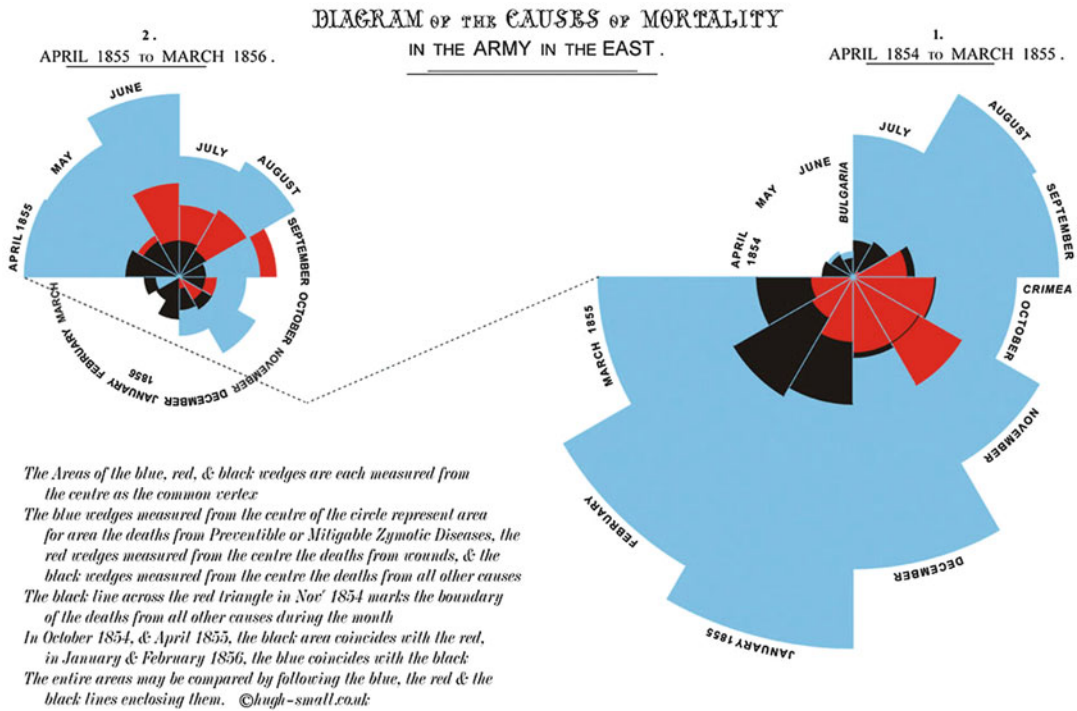 DIAGRAM OF THE CAUSES OF MORTALITY
IN THE ARMY IN THE EAST.
2.
APRIL 1855 TO MARCH 1856.
1.
APRIL 1854 TO MARCH 1855.
APRIL 1855
MAY
JUNE
JULY
AUGUST
SEPTEMBER
OCTOBER
NOVEMBER
DECEMBER
JANUARY
1856
FEBRUARY
MARCH
APRIL
1854
MAY
JUNE
BULGARIA
JULY
AUGUST
SEPTEMBER
CRIMEA
OCTOBER
NOVEMBER
DECEMBER
JANUARY 1855
FEBRUARY
MARCH 1855
The Areas of the blue, red, & black wedges are each measured from
the centre as the common vertex
The blue wedges measured from the centre of the circle represent area
for area the deaths from Preventible or Mitigable Zymotic Diseases, the
red wedges measured from the centre the deaths from wounds, & the
black wedges measured from the centre the deaths from all other causes
The black line across the red triangle in Nov' 1854 marks the boundary
of the deaths from all other causes during the month
In October 1854, & April 1855, the black area coincides with the red,
in January & February 1856, the blue coincides with the black
The entire areas may be compared by following the blue, the red & the
black lines enclosing them. ©hugh-small.co.uk